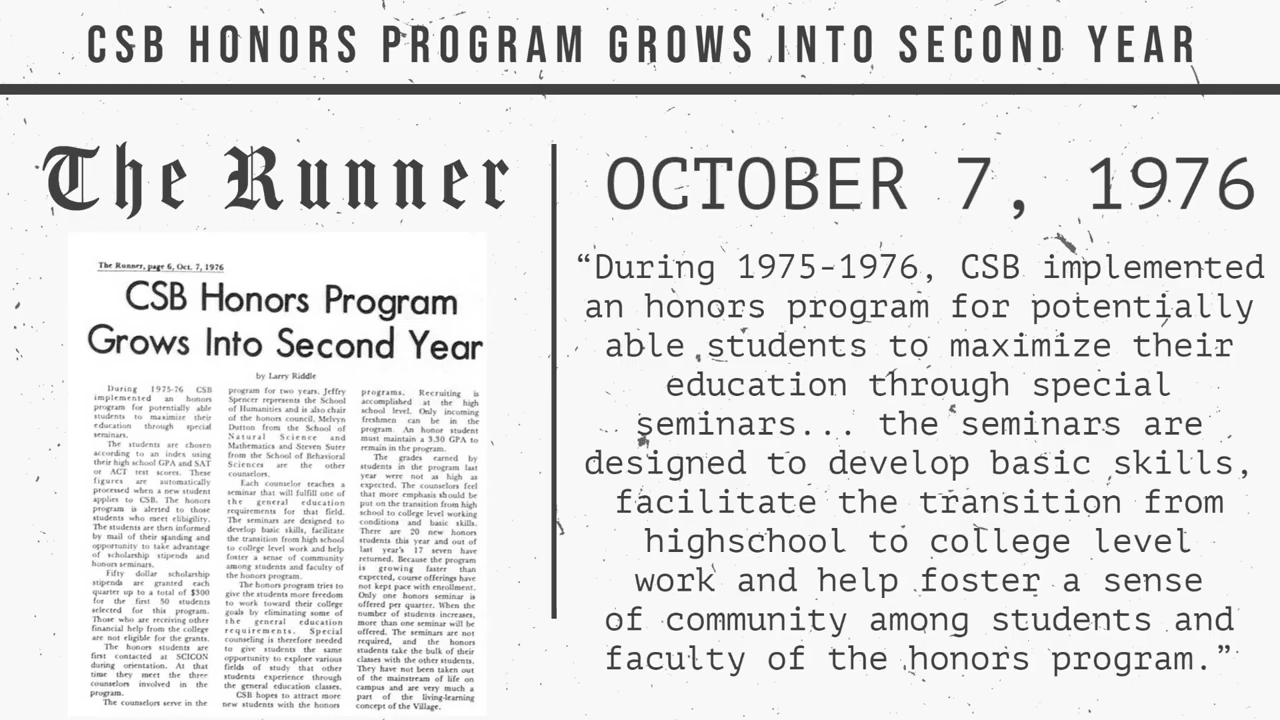 CSB HONORS PROGRAM GROWS INTO SECOND YEAR
The Runner
The Runner, page 6, Oct. 7, 1976
CSB Honors Program
Grows Into Second Year
by Larry Riddle
During 1975-76 CSB
implemented an honors
program for potentially able
students to maximize their
education through special
seminars.
The students are chosen
according to an index using
their high school GPA and SAT
or ACT test scores. These
figures are automatically
processed when a new student
applies to CSB. The honors
program is alerted to those
students who meet eligibility.
The students are then informed
by mail of their standing and
opportunity to take advantage
of scholarship stipends and
honors seminars.
Fifty dollar scholarship
stipends are granted each
quarter up to a total of $300
for the first 50 students
selected for this program.
Those who are receiving other
financial help from the college
are not eligible for the grants.
The honors students are
first contacted at SCICON
during orientation. At that
time they meet the three
counselors involved in the
program.
The counselors serve in the
program for two years. Jeffry
Spencer represents the School
of Humanities and is also chair
of the honors council. Melvyn
Dutton from the School of
Natural Science and
Mathematics and Steven Suter
from the School of Behavioral
Sciences are the other
counselors.
Each counselor teaches a
seminar that will fulfill one of
the general education
requirements for that field.
The seminars are designed to
develop basic skills, facilitate
the transition from high school
to college level work and help
foster a sense of community
among students and faculty of
the honors program.
The honors program tries to
give the students more freedom
to work toward their college
goals by eliminating some of
the general education
requirements. Special
counseling is therefore needed
to give students the same
opportunity to explore various
fields of study that other
students experience through
the general education classes.
CSB hopes to attract more
new students with the honors
programs. Recruiting is
accomplished at the high
school level. Only incoming
freshmen can be in the
program. An honor student
must maintain a 3.30 GPA to
remain in the program.
The grades earned by
students in the program last
year were not as high as
expected. The counselors feel
that more emphasis should be
put on the transition from high
school to college level working
conditions and basic skills.
There are 20 new honors
students this year and out of
last year's 17 seven have
returned. Because the program
is growing faster than
expected, course offerings have
not kept pace with enrollment.
Only one honors seminar is
offered per quarter. When the
number of students increases,
more than one seminar will be
offered. The seminars are not
required, and the honors
students take the bulk of their
classes with the other students.
They have not been taken out
of the mainstream of life on
campus and are very much a
part of the living-learning
concept of the Village.
OCTOBER 7, 1976
“During 1975-1976, CSB implemented
an honors program for potentially
able students to maximize their
education through special
seminars... the seminars are
designed to develop basic skills,
facilitate the transition from
highschool to college level
work and help foster a sense
of community among students and
faculty of the honors program.”